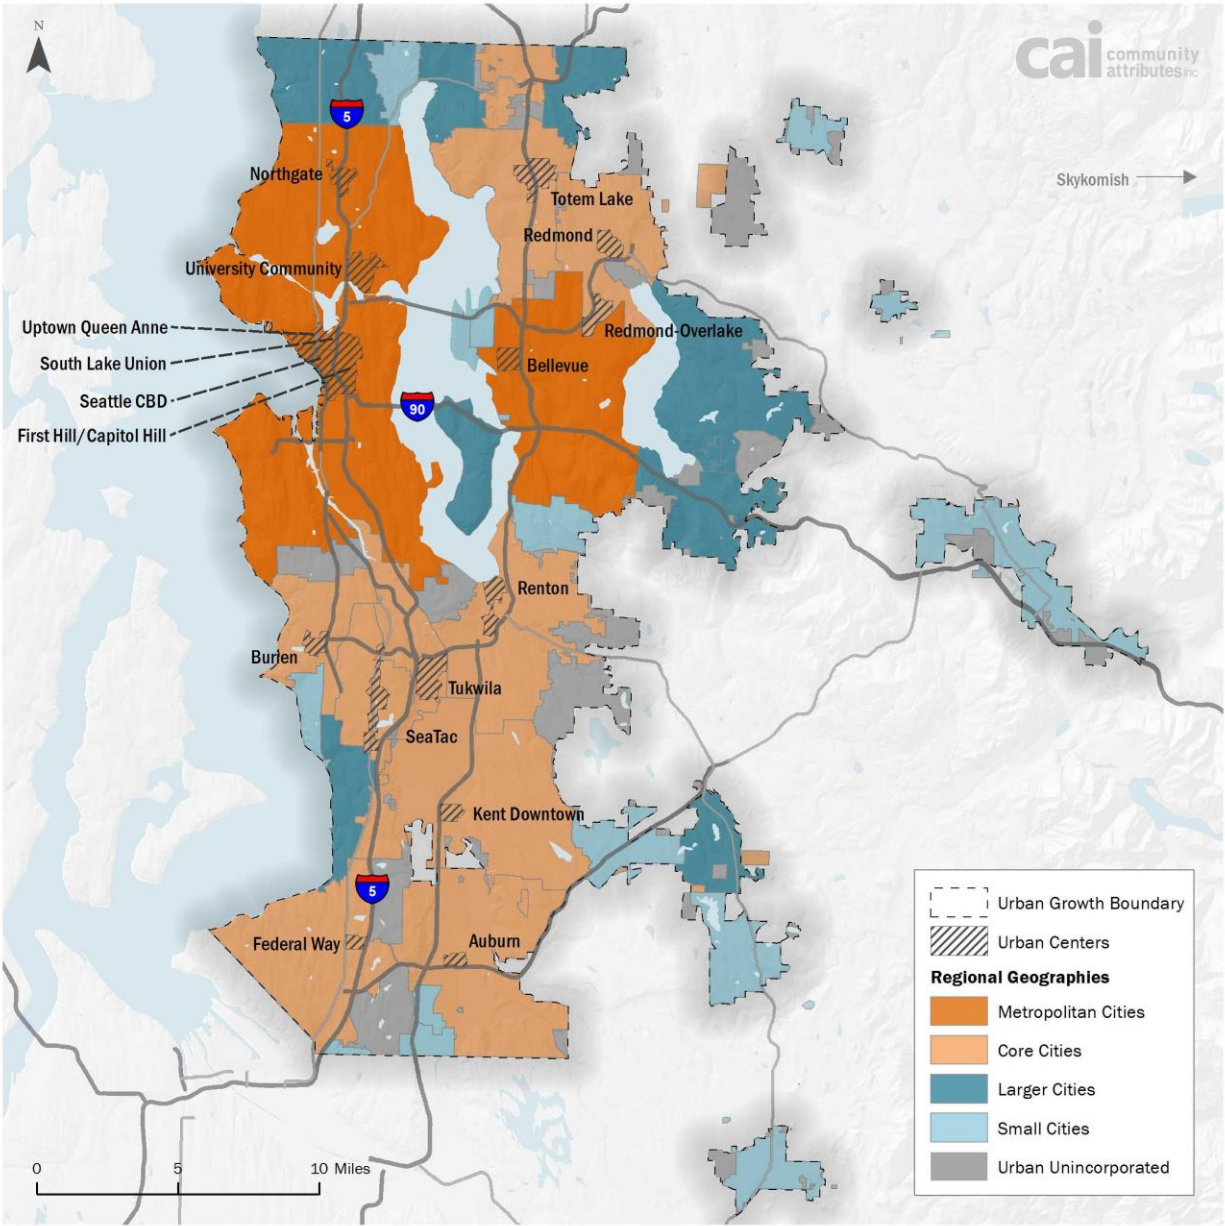 N
cai community
attributes inc
5
Northgate
Skykomish
Totem Lake
Redmond
University Community
Uptown Queen Anne
Redmond-Overlake
South Lake Union
Bellevue
Seattle CBD
90
First Hill/Capitol Hill
Renton
Burien
Tukwila
SeaTac
Kent Downtown
5
Federal Way
Auburn
Urban Growth Boundary
Urban Centers
Regional Geographies
Metropolitan Cities
Core Cities
Larger Cities
Small Cities
Urban Unincorporated
0 5 10 Miles